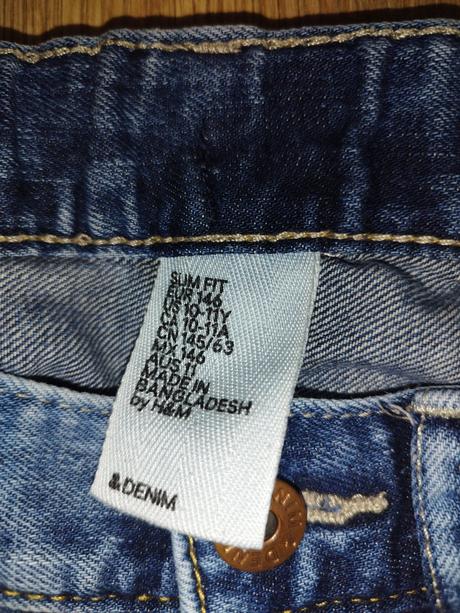 SLIM FIT
EUR 146
US 10-11Y
CA 10-11A
CN 145/63
MX 146
AUS 11
MADE IN
BANGLADESH
by H&M
&DENIM